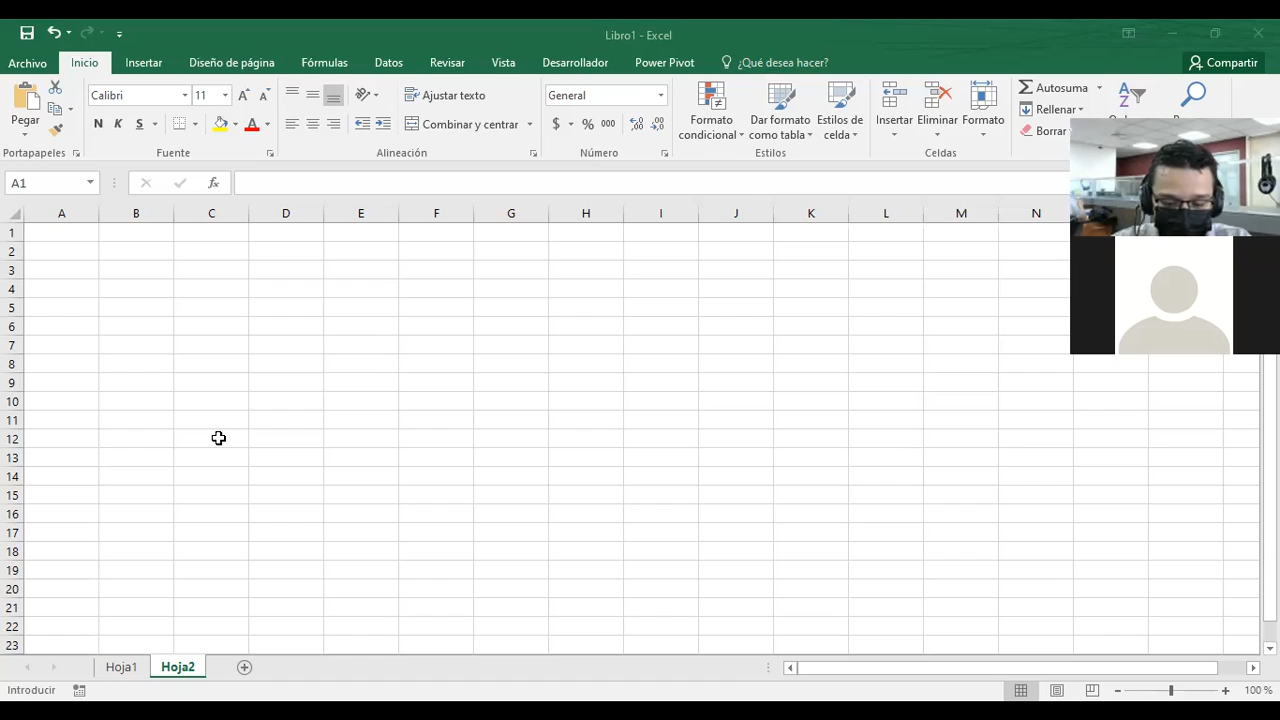 Libro1 - Excel
Archivo Inicio Insertar Diseño de página Fórmulas Datos Vista Revisar Vista Desarrollador Power Pivot ¿Qué desea hacer? Compartir
Calibri 11 Ajustar texto General Autosuma
Pegar Formato condicional Dar formato como tabla Estilos de celda Insertar Eliminar Formato Rellenar
N K S Combinar y centrar $ % 000 Borrar
Portapapeles Fuente Alineación Número Estilos Celdas
A1 fx
A B C D E F G H I J K L M N
1
2
3
4
5
6
7
8
9
10
11
12
13
14
15
16
17
18
19
20
21
22
23
Hoja1 Hoja2
Introducir 100 %